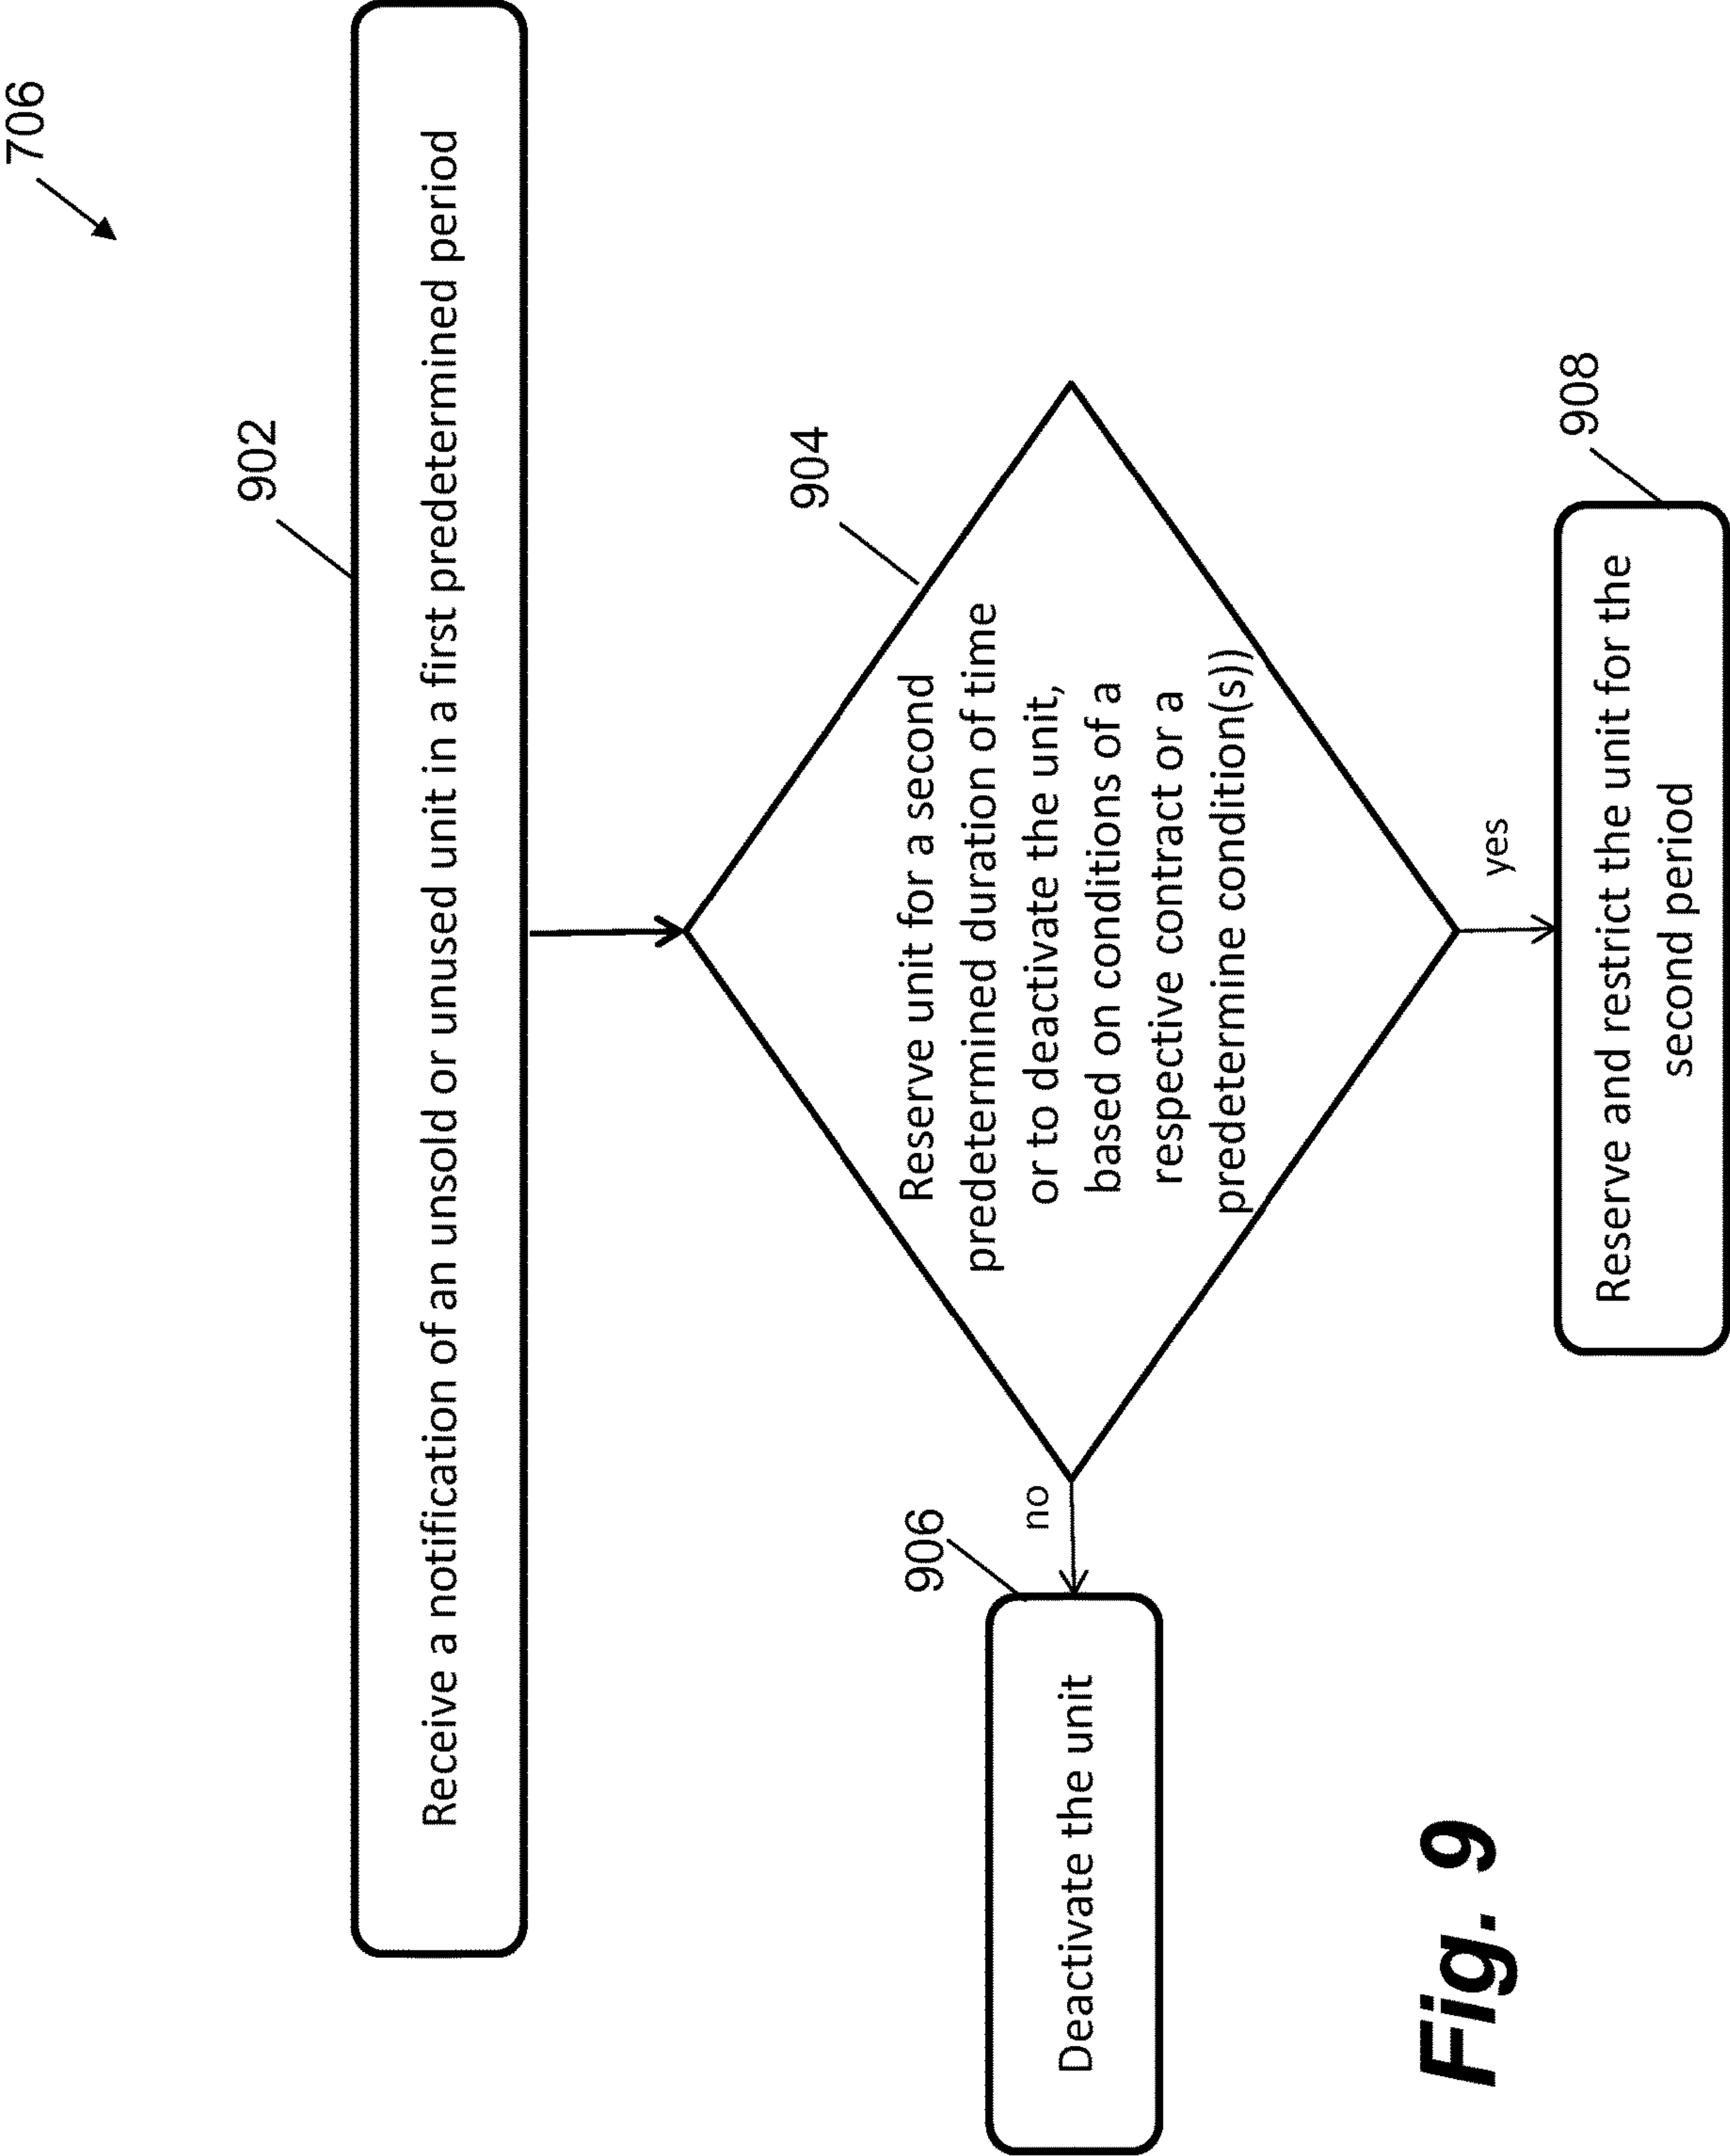 706
902
Receive a notification of an unsold or unused unit in a first predetermined period
904
Reserve unit for a second
predetermined duration of time
or to deactivate the unit,
based on conditions of a
respective contract or a
predetermine condition(s))
906
no
Deactivate the unit
yes
908
Reserve and restrict the unit for the
second period
Fig. 9